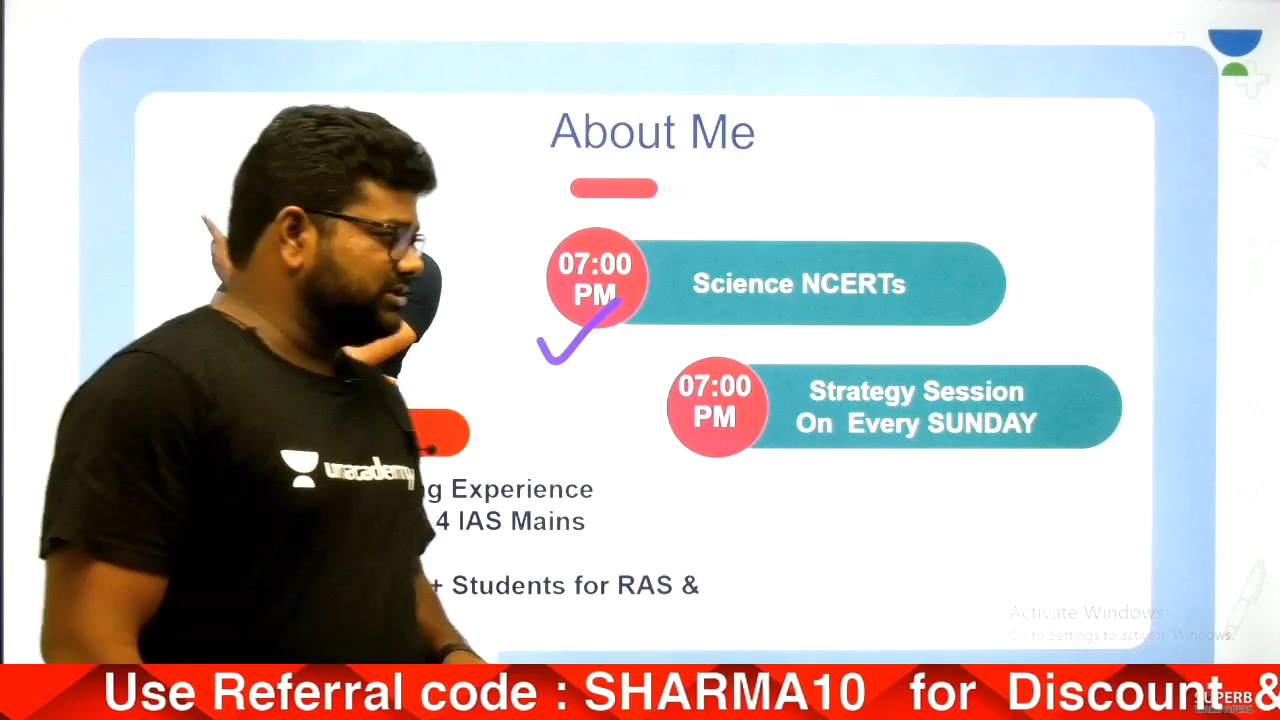 About Me
07:00
PM
Science NCERTs
07:00
PM
Strategy Session
On Every SUNDAY
unacademy
g Experience
4 IAS Mains
+ Students for RAS &
Activate Windows
Go to Settings to activate Windows.
Use Referral code : SHARMA10 for Discount &
SUPERB